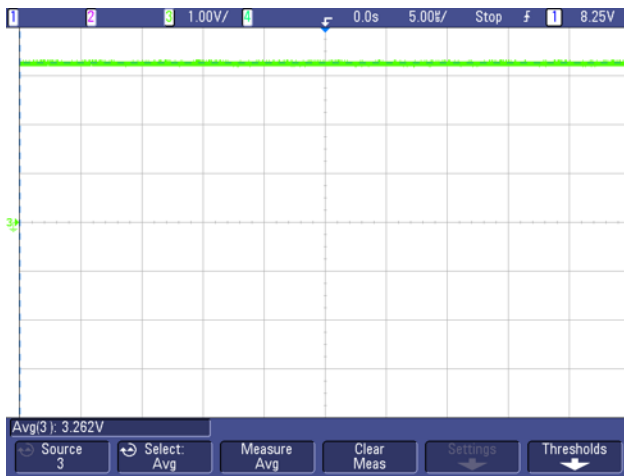 1 2 3 1.00V/ 4 0.0s 5.00℥/ Stop 1 8.25V
3
Avg(3): 3.262V
Source Select: Measure Clear Settings Thresholds
3 Avg Avg Meas